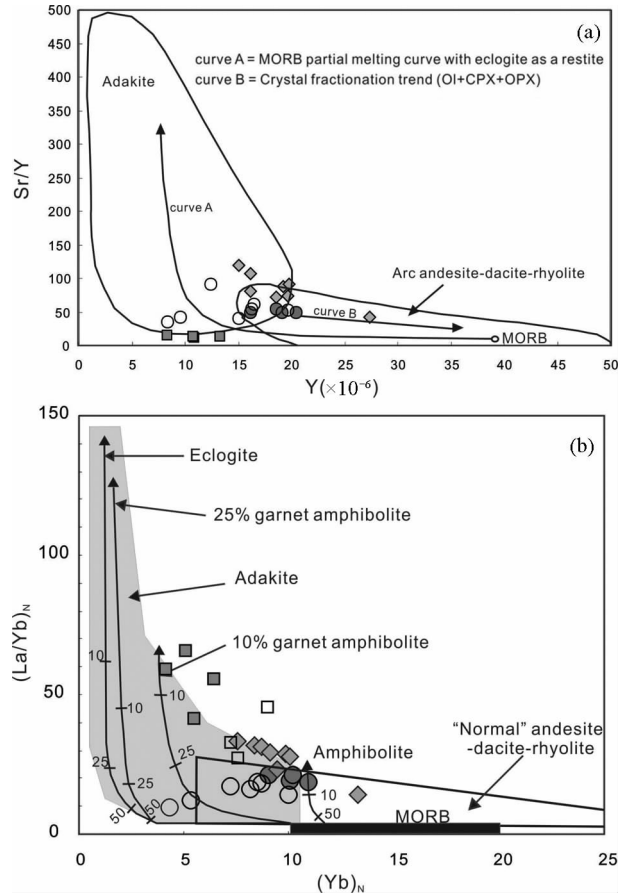 (a)
500
450
400
350
300
250
200
150
100
50
0
Sr/Y
curve A = MORB partial melting curve with eclogite as a restite
curve B = Crystal fractionation trend (Ol+CPX+OPX)
Adakite
curve A
Arc andesite-dacite-rhyolite
curve B
MORB
0 5 10 15 20 25 30 35 40 45 50
Y(×10⁻⁶)
(b)
150
100
50
0
(La/Yb)N
Eclogite
25% garnet amphibolite
Adakite
10% garnet amphibolite
10
10
10
25
25
25
50
50
Amphibolite
10
50
"Normal" andesite
-dacite-rhyolite
MORB
0 5 10 15 20 25
(Yb)N